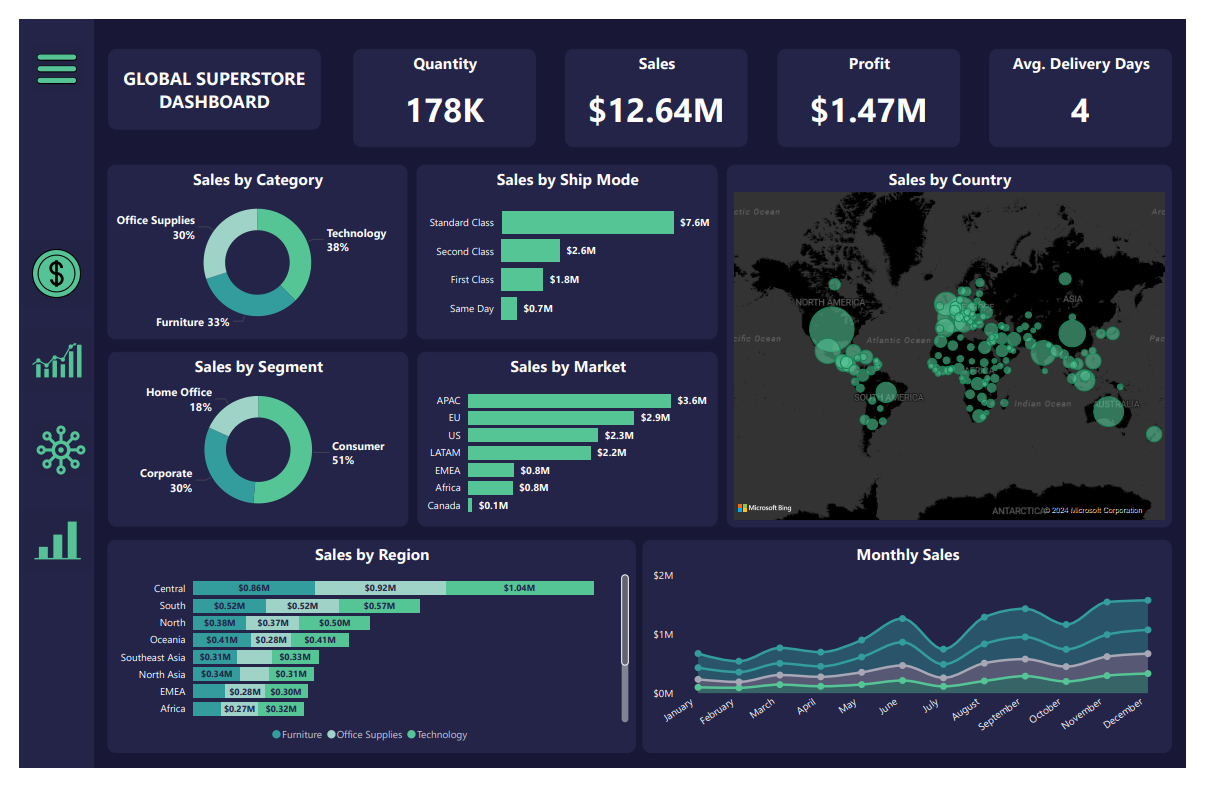 GLOBAL SUPERSTORE
DASHBOARD
Quantity
178K
Sales
$12.64M
Profit
$1.47M
Avg. Delivery Days
4
Sales by Category
Office Supplies
30%
Technology
38%
Furniture 33%
Sales by Ship Mode
Standard Class $7.6M
Second Class $2.6M
First Class $1.8M
Same Day $0.7M
Sales by Country
ctic Ocean
Arc
NORTH AMERICA
ASIA
cific Ocean
Atlantic Ocean
Pac
AFRICA
SOUTH AMERICA
Indian Ocean
AUSTRALIA
ANTARCTICA
Microsoft Bing
© 2024 Microsoft Corporation
Sales by Segment
Home Office
18%
Consumer
51%
Corporate
30%
Sales by Market
APAC $3.6M
EU $2.9M
US $2.3M
LATAM $2.2M
EMEA $0.8M
Africa $0.8M
Canada $0.1M
Sales by Region
Central $0.86M $0.92M $1.04M
South $0.52M $0.52M $0.57M
North $0.38M $0.37M $0.50M
Oceania $0.41M $0.28M $0.41M
Southeast Asia $0.31M $0.33M
North Asia $0.34M $0.31M
EMEA $0.28M $0.30M
Africa $0.27M $0.32M
Furniture Office Supplies Technology
Monthly Sales
$2M
$1M
$0M
January February March April May June July August September October November December